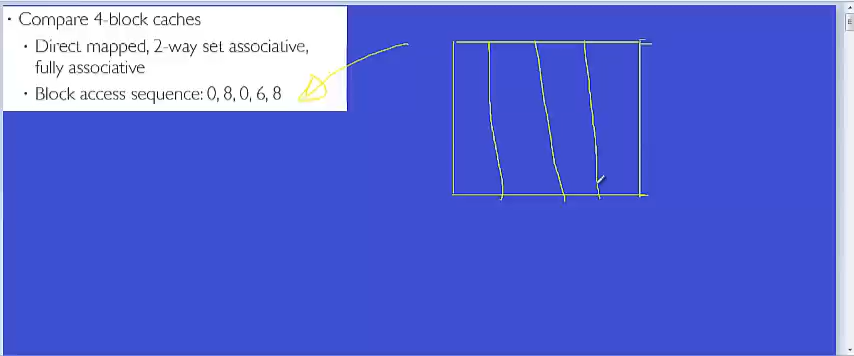 • Compare 4-block caches
• Direct mapped, 2-way set associative,
fully associative
• Block access sequence: 0, 8, 0, 6, 8